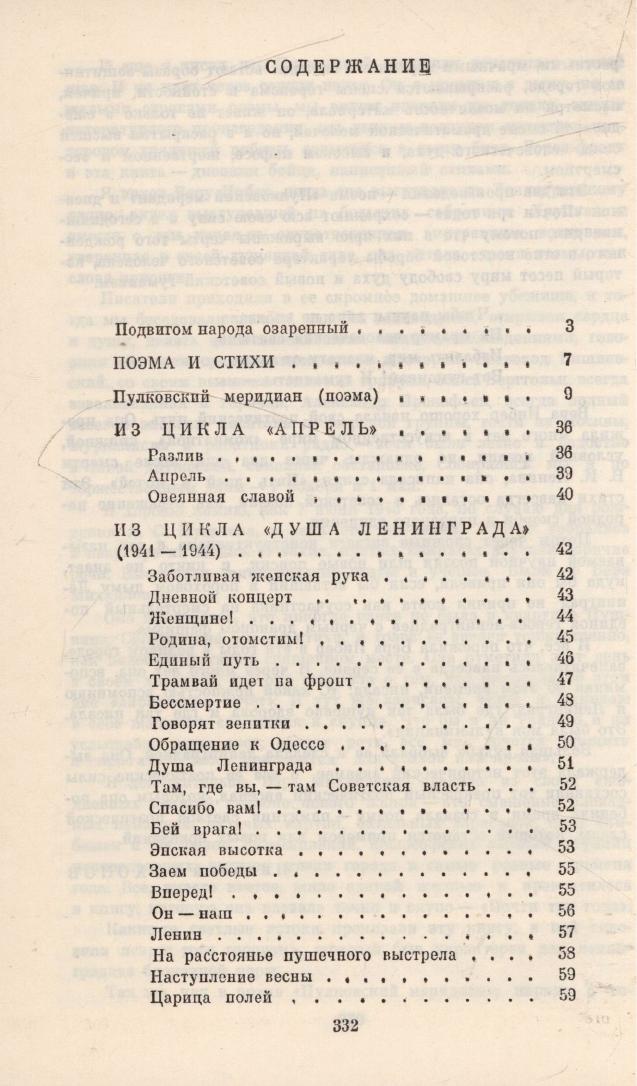 СОДЕРЖАНИЕ
Подвигом народа озаренный . . . . . . . . . 3
ПОЭМА И СТИХИ . . . . . . . . . . . . 7
Пулковский меридиан (поэма) . . . . . . . . 9
ИЗ ЦИКЛА «АПРЕЛЬ» . . . . . . . 36
Разлив . . . . . . . . . . . . . . . 36
Апрель . . . . . . . . . . . . . . . 39
Овеянная славой . . . . . . . . . . . 40
ИЗ ЦИКЛА «ДУША ЛЕНИНГРАДА»
(1941 — 1944) . . . . . . . . . . . . . . . 42
Заботливая женская рука . . . . . . . . 42
Дневной концерт . . . . . . . . . . . 43
Женщине! . . . . . . . . . . . . . . 44
Родина, отомстим! . . . . . . . . . . . 45
Единый путь . . . . . . . . . . . . . 46
Трамвай идет на фронт . . . . . . . . . 47
Бессмертие . . . . . . . . . . . . . . 48
Говорят зенитки . . . . . . . . . . . . 49
Обращение к Одессе . . . . . . . . . . 50
Душа Ленинграда . . . . . . . . . . . 51
Там, где вы, — там Советская власть . . . 52
Спасибо вам! . . . . . . . . . . . . . 52
Бей врага! . . . . . . . . . . . . . . 53
Энская высотка . . . . . . . . . . . . 53
Заем победы . . . . . . . . . . . . . 55
Вперед! . . . . . . . . . . . . . . . 55
Он — наш . . . . . . . . . . . . . . 56
Ленин . . . . . . . . . . . . . . . . 57
На расстоянье пушечного выстрела . . . . 58
Наступление весны . . . . . . . . . . . 59
Царица полей . . . . . . . . . . . . . 59
332